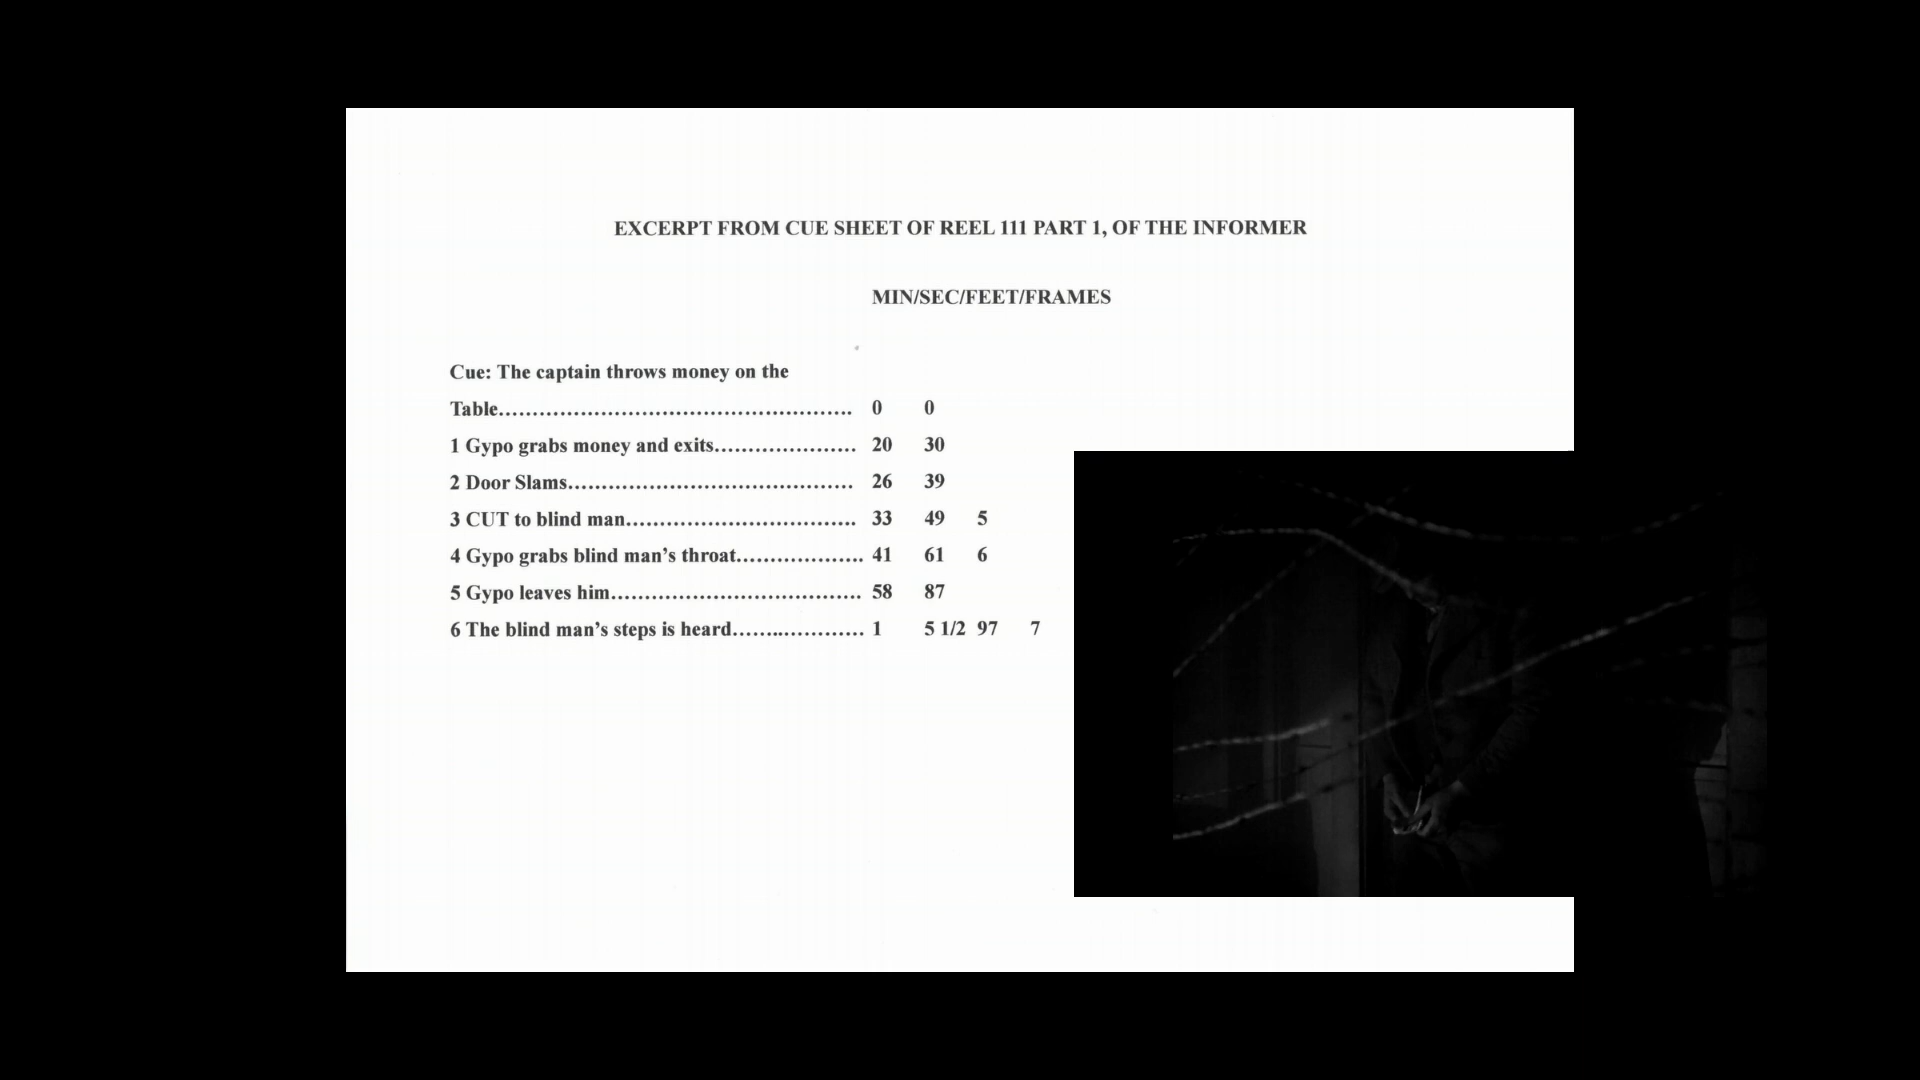 EXCERPT FROM CUE SHEET OF REEL 111 PART 1, OF THE INFORMER
MIN/SEC/FEET/FRAMES
Cue: The captain throws money on the
Table.................................................... 0 0
1 Gypo grabs money and exits..................... 20 30
2 Door Slams.......................................... 26 39
3 CUT to blind man.................................. 33 49 5
4 Gypo grabs blind man’s throat................... 41 61 6
5 Gypo leaves him..................................... 58 87
6 The blind man’s steps is heard.................... 1 5 1/2 97 7